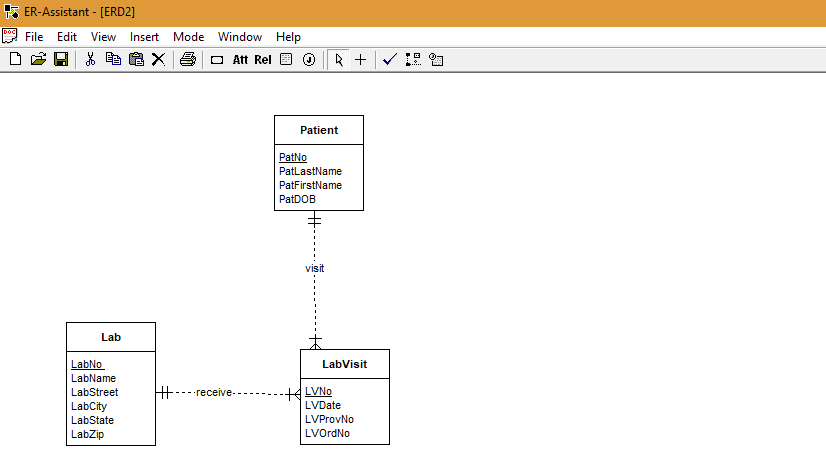 ER-Assistant - [ERD2]
DOC File Edit View Insert Mode Window Help
Att Rel J
Patient
PatNo
PatLastName
PatFirstName
PatDOB
visit
Lab
LabNo
LabName
LabStreet
LabCity
LabState
LabZip
receive
LabVisit
LVNo
LVDate
LVProvNo
LVOrdNo